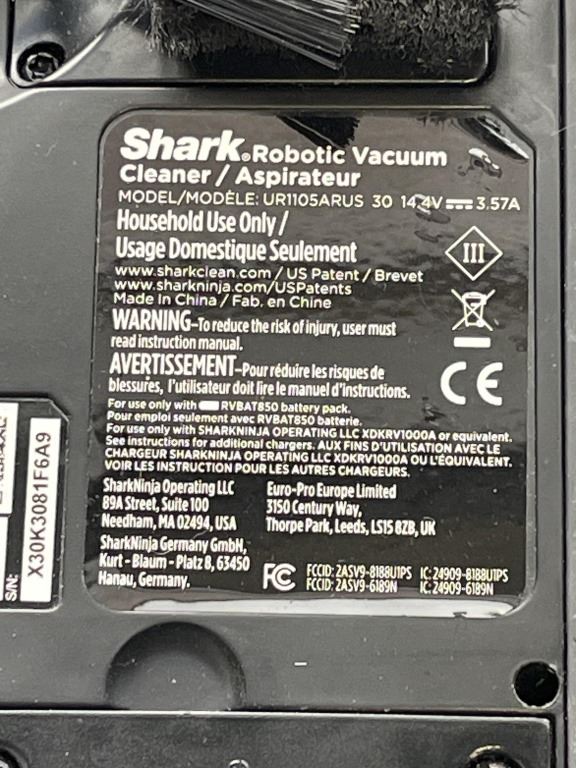 Shark® Robotic Vacuum
Cleaner / Aspirateur
MODEL/MODÈLE: UR1105ARUS 30 14.4V 3.57A
Household Use Only /
Usage Domestique Seulement
www.sharkclean.com / US Patent / Brevet
www.sharkninja.com/USPatents
Made In China / Fab. en Chine
III
WARNING–To reduce the risk of injury, user must
read instruction manual.
AVERTISSEMENT–Pour réduire les risques de
blessures, l'utilisateur doit lire le manuel d'instructions.
CE
For use only with RVBAT850 battery pack.
Pour emploi seulement avec RVBAT850 batterie.
For use only with SHARKNINJA OPERATING LLC XDKRV1000A or equivalent.
See instructions for additional chargers. AUX FINS D'UTILISATION AVEC LE
CHARGEUR SHARKNINJA OPERATING LLC XDKRV1000A OU L'ÉQUIVALENT.
VOIR LES INSTRUCTION POUR LES AUTRES CHARGEURS.
SharkNinja Operating LLC
89A Street, Suite 100
Needham, MA 02494, USA
Euro-Pro Europe Limited
3150 Century Way,
Thorpe Park, Leeds, LS15 8ZB, UK
SharkNinja Germany GmbH,
Kurt - Blaum - Platz 8, 63450
Hanau, Germany.
FC
FCCID: 2ASV9-8188U1PS IC: 24909-8188U1PS
FCCID: 2ASV9-6189N IC: 24909-6189N
S/N:
X30K3081F6A9